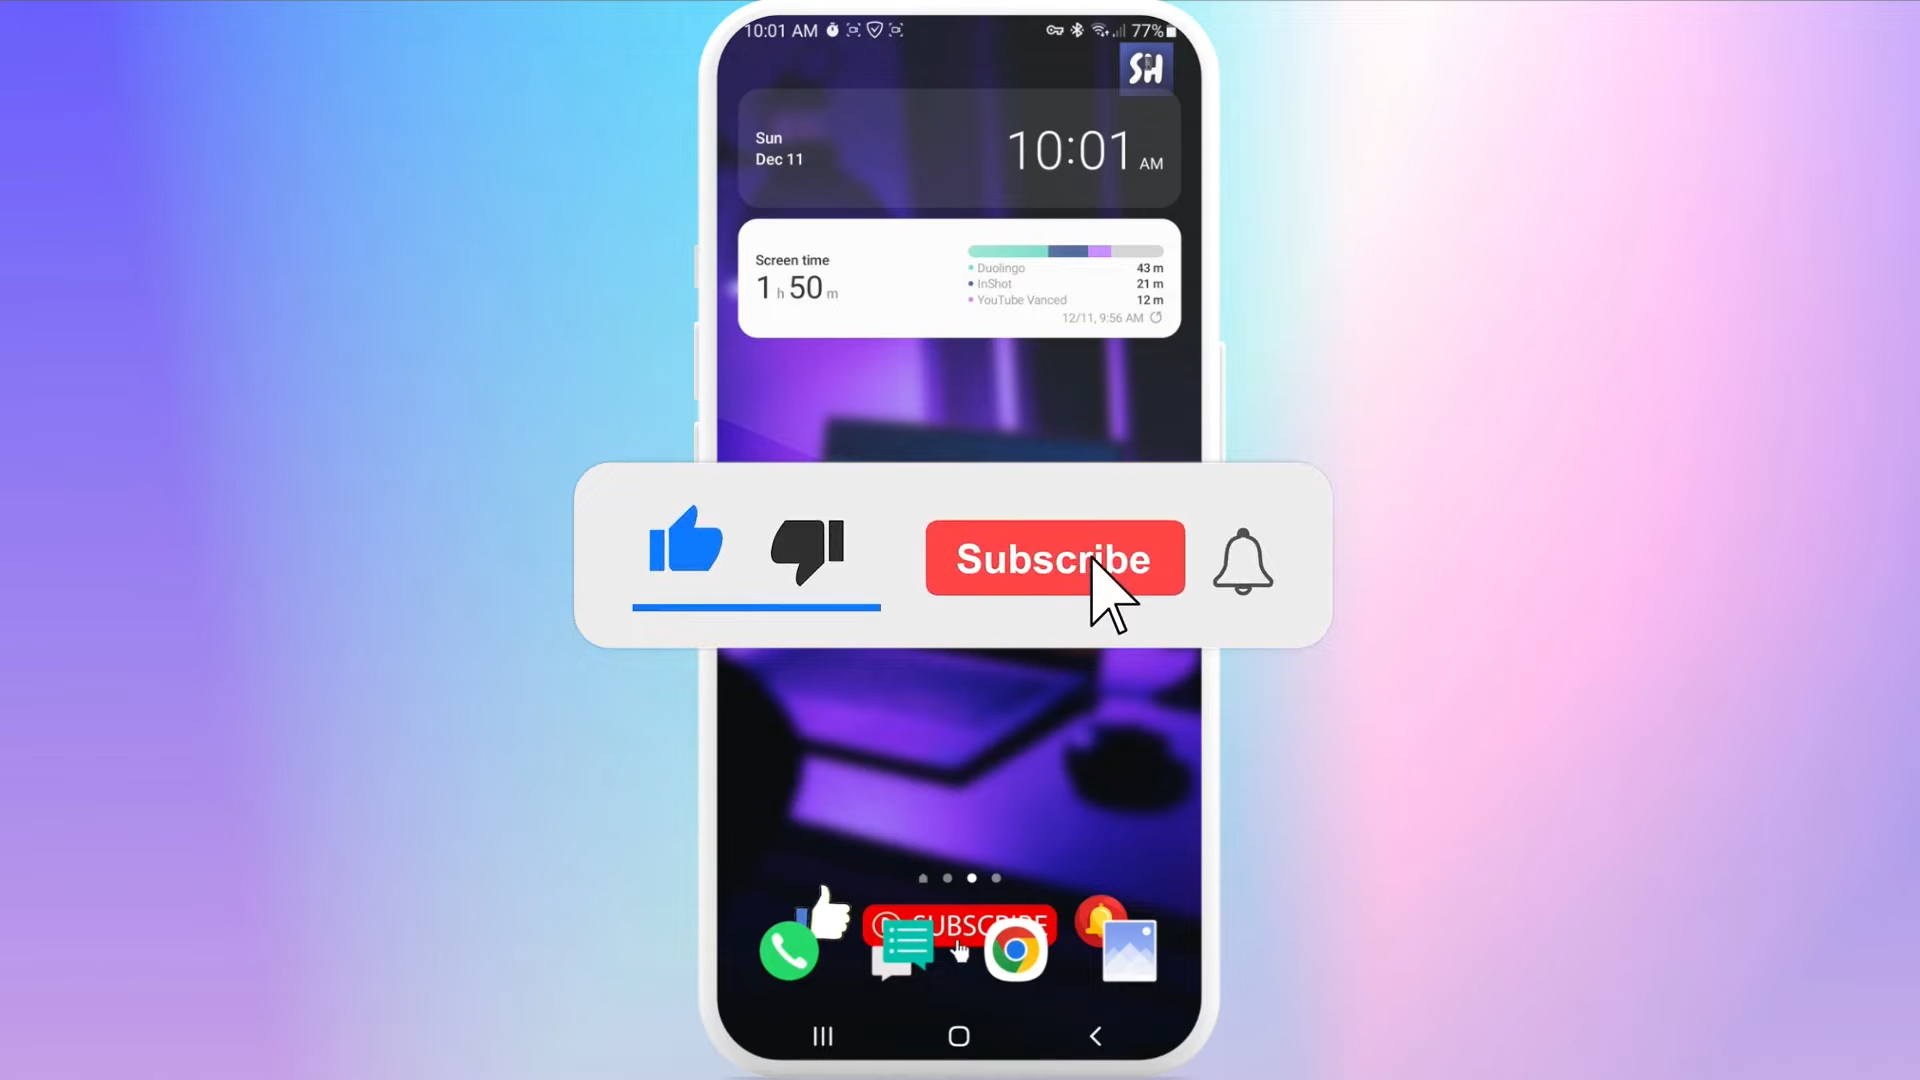 10:01 AM
77%
SH
Sun
Dec 11
10:01 AM
Screen time
1 h 50 m
Duolingo 43 m
InShot 21 m
YouTube Vanced 12 m
12/11, 9:56 AM
Subscribe
SUBSCRIBE